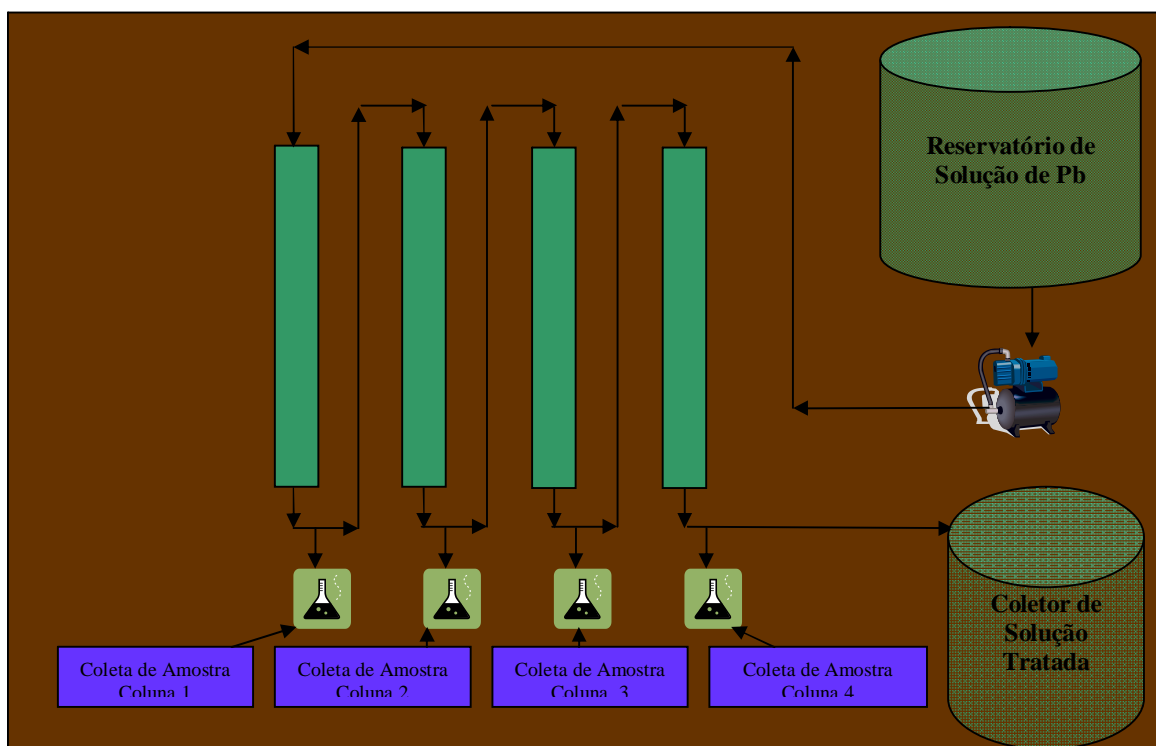 Reservatório de
Solução de Pb
Coletor de
Solução
Tratada
Coleta de Amostra
Coluna 1
Coleta de Amostra
Coluna 2
Coleta de Amostra
Coluna 3
Coleta de Amostra
Coluna 4